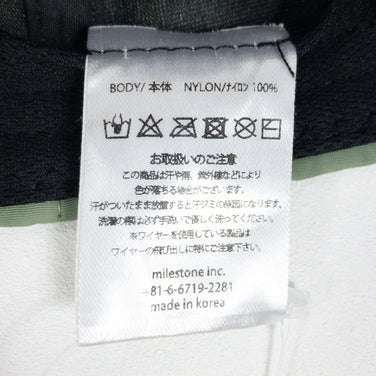 BODY/ 本体 NYLON/ナイロン 100%
お取扱いのご注意
この商品は汗や雨、紫外線などにより
色が落ちる場合がございます。
汗がついたまま放置すると汗ジミの原因になります。
洗濯の際は必ず手洗いで優しく洗ってください。
※ワイヤーを使用している製品は
ワイヤーの飛び出しに特にご注意下さい。
milestone inc.
+81-6-6719-2281
made in korea